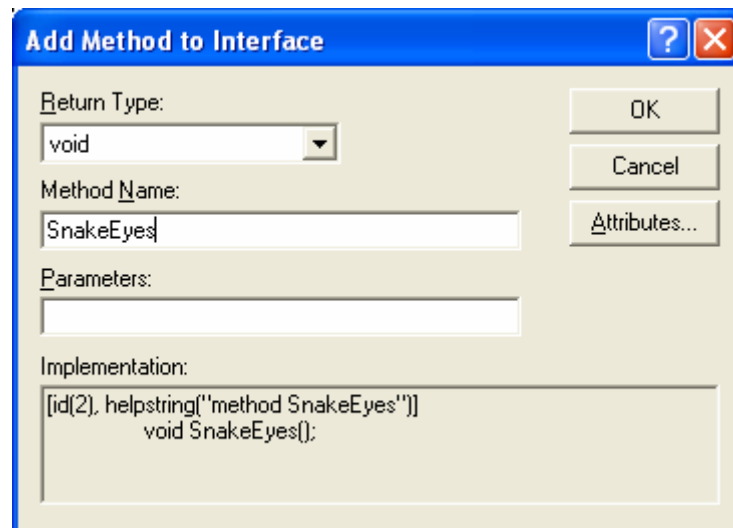 Add Method to Interface
Return Type:
void
OK
Cancel
Method Name:
SnakeEyes
Attributes...
Parameters:
Implementation:
[id(2), helpstring("method SnakeEyes")]
void SnakeEyes();